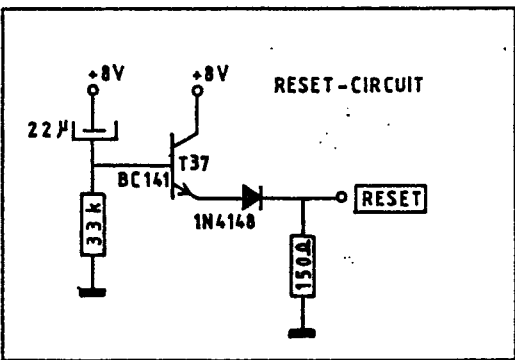 +8V
+8V
RESET-CIRCUIT
22µ
T37
BC141
1N4148
RESET
33k
150Ω